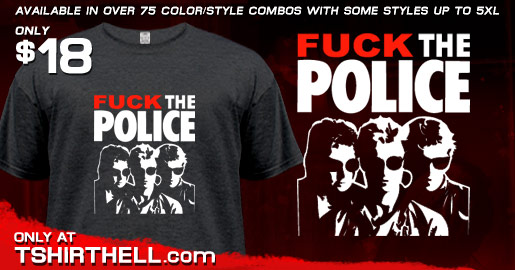 AVAILABLE IN OVER 75 COLOR/STYLE COMBOS WITH SOME STYLES UP TO 5XL
ONLY
$18
FUCK THE
POLICE
FUCK THE
POLICE
ONLY AT
TSHIRTHELL.com